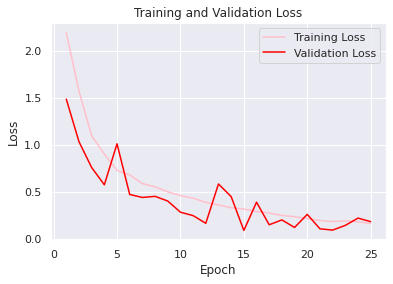 Training and Validation Loss
Training Loss
Validation Loss
2.0
1.5
1.0
0.5
0.0
Loss
0 5 10 15 20 25
Epoch